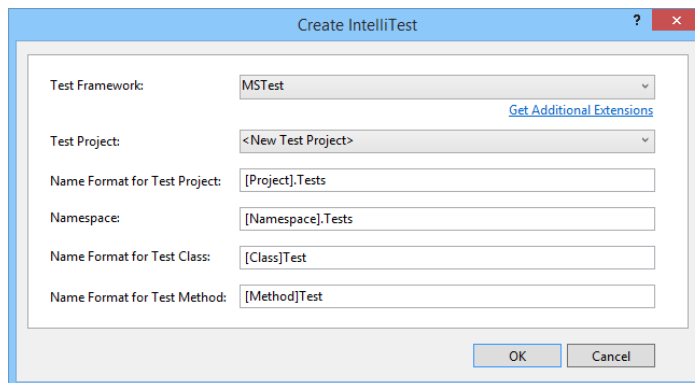 Create IntelliTest
?
×
Test Framework: MSTest
Get Additional Extensions
Test Project: <New Test Project>
Name Format for Test Project: [Project].Tests
Namespace: [Namespace].Tests
Name Format for Test Class: [Class]Test
Name Format for Test Method: [Method]Test
OK Cancel